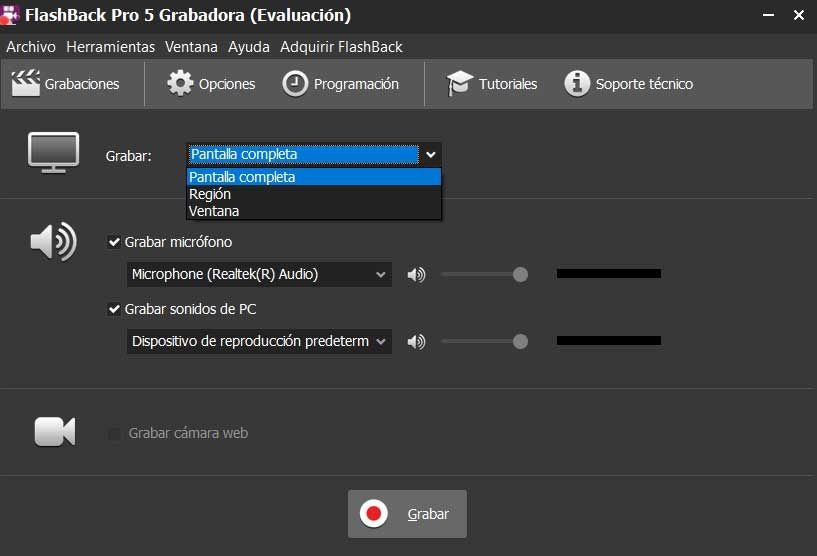 FlashBack Pro 5 Grabadora (Evaluación)
Archivo Herramientas Ventana Ayuda Adquirir FlashBack
Grabaciones Opciones Programación Tutoriales Soporte técnico
Grabar: Pantalla completa
Pantalla completa
Región
Ventana
Grabar micrófono
Microphone (Realtek(R) Audio)
Grabar sonidos de PC
Dispositivo de reproducción predeterm
Grabar cámara web
Grabar